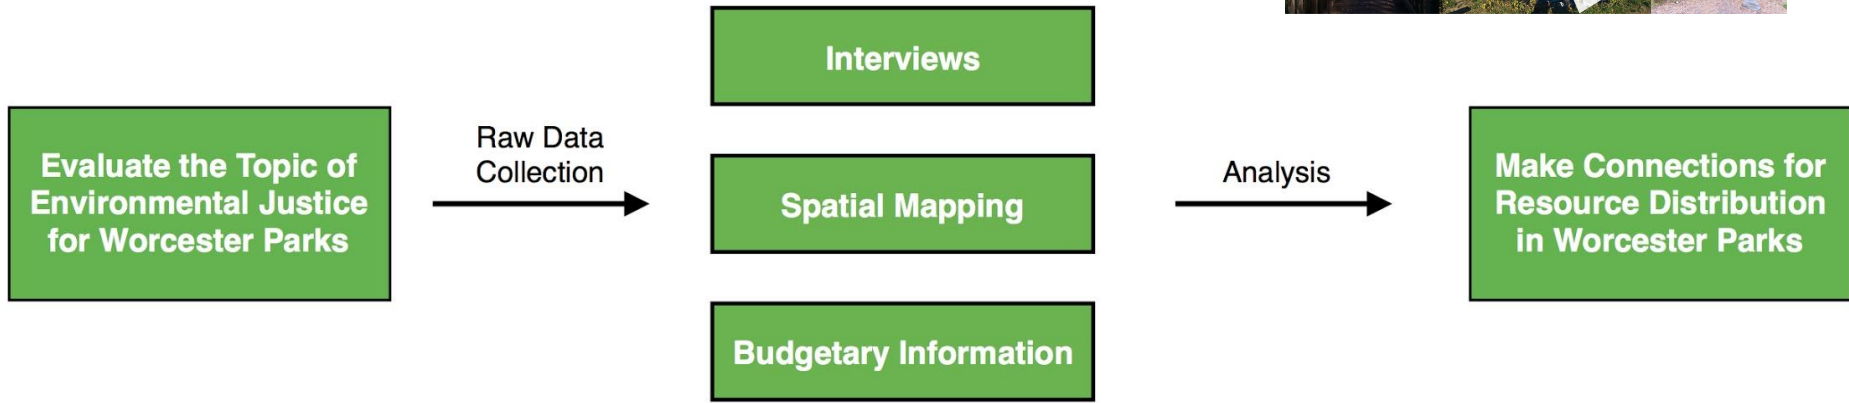 Evaluate the Topic of
Environmental Justice
for Worcester Parks
Raw Data
Collection
Interviews
Spatial Mapping
Budgetary Information
Analysis
Make Connections for
Resource Distribution
in Worcester Parks